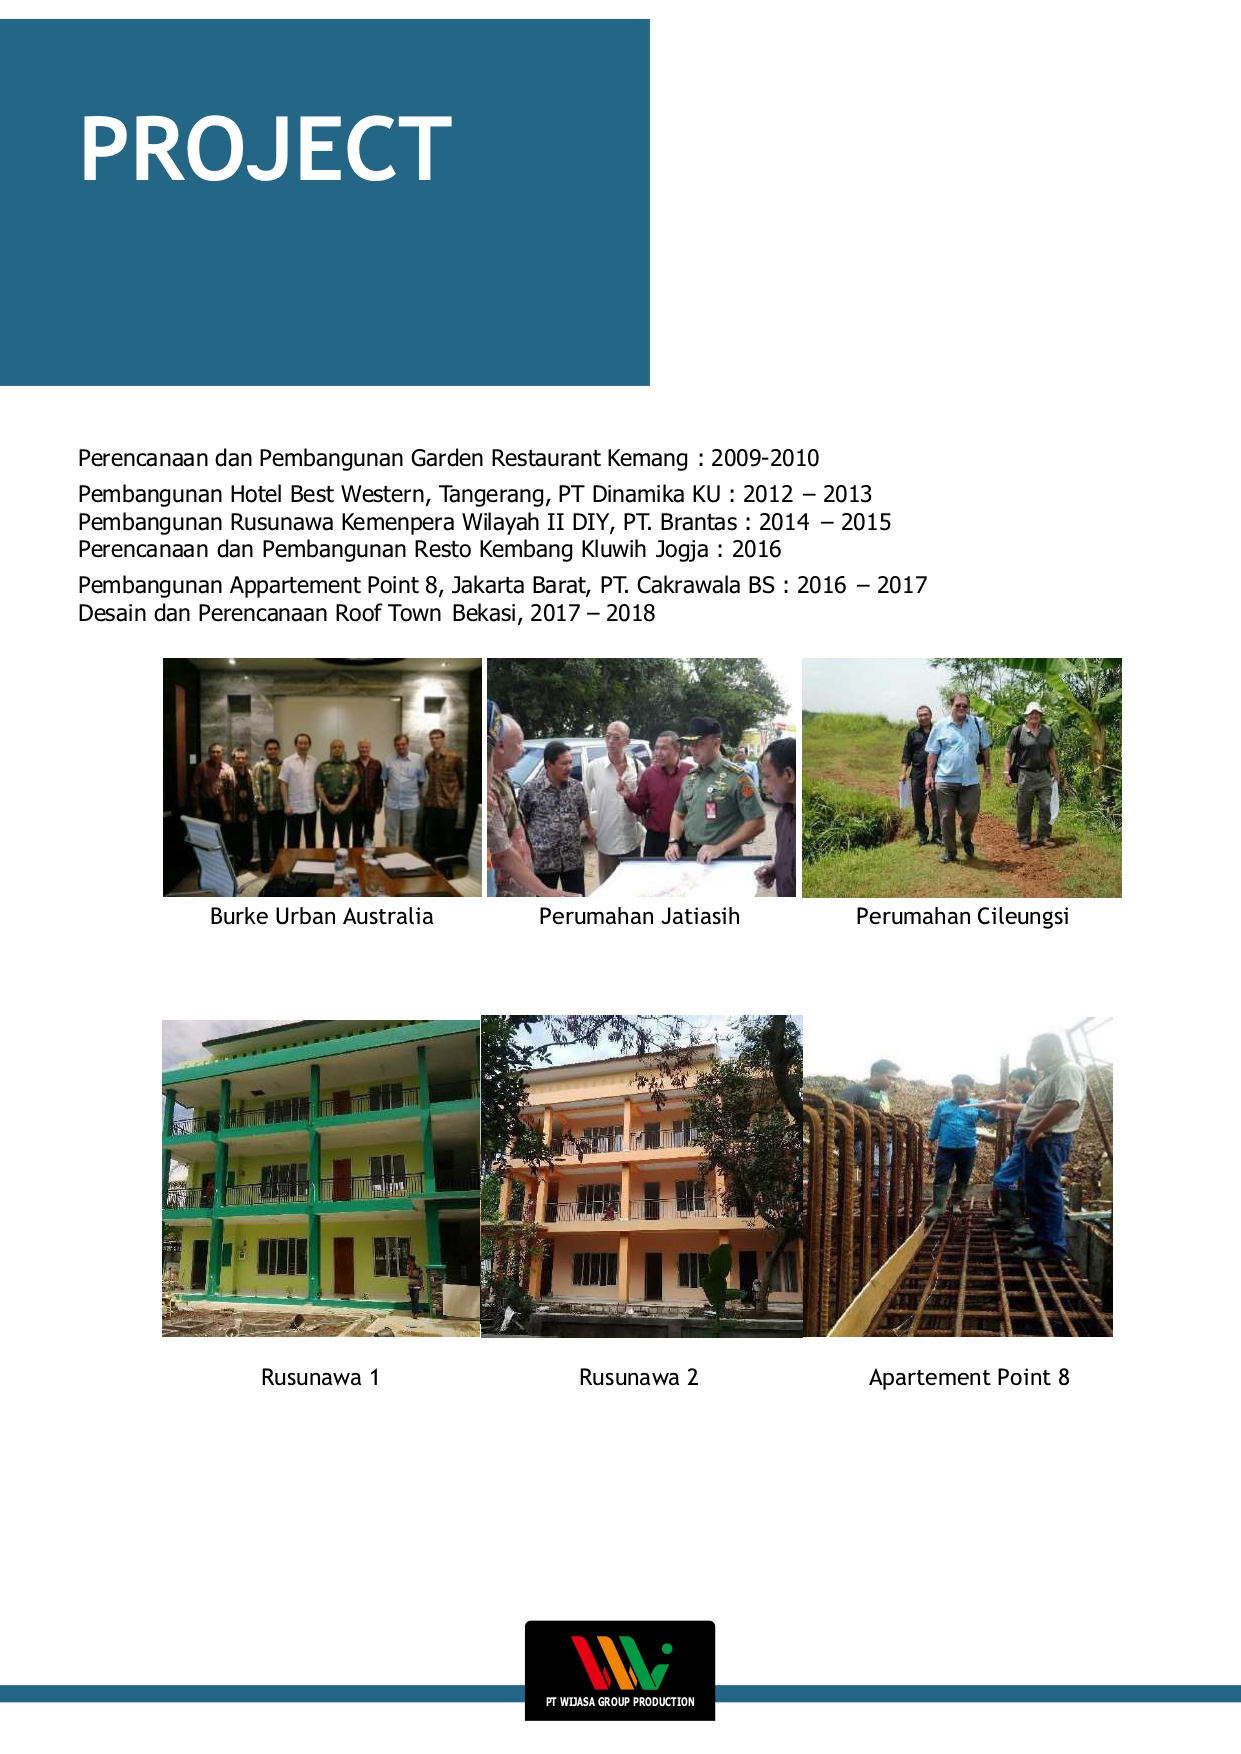 PROJECT
Perencanaan dan Pembangunan Garden Restaurant Kemang : 2009-2010
Pembangunan Hotel Best Western, Tangerang, PT Dinamika KU : 2012 – 2013
Pembangunan Rusunawa Kemenpera Wilayah II DIY, PT. Brantas : 2014 – 2015
Perencanaan dan Pembangunan Resto Kembang Kluwih Jogja : 2016
Pembangunan Appartement Point 8, Jakarta Barat, PT. Cakrawala BS : 2016 – 2017
Desain dan Perencanaan Roof Town Bekasi, 2017 – 2018
Burke Urban Australia
Perumahan Jatiasih
Perumahan Cileungsi
Rusunawa 1
Rusunawa 2
Apartement Point 8
PT WIJASA GROUP PRODUCTION